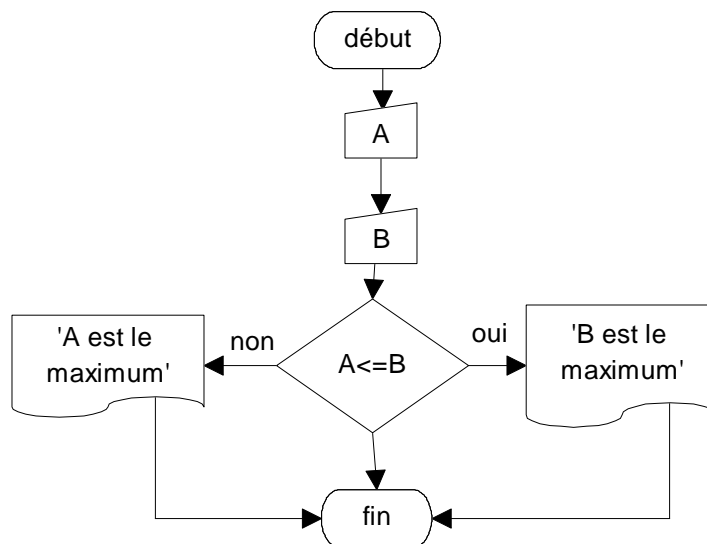 début
A
B
A<=B
non
oui
'A est le
maximum'
'B est le
maximum'
fin